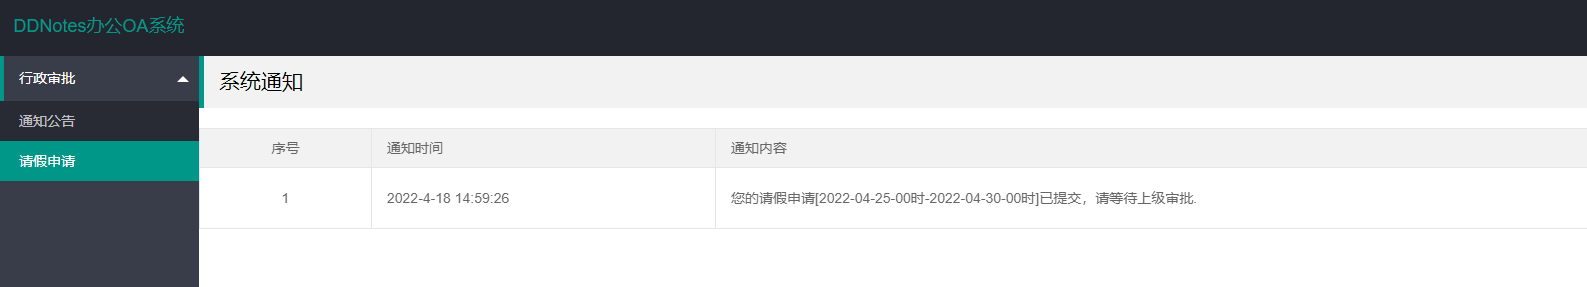 DDNotes办公OA系统
行政审批
通知公告
请假申请
系统通知
序号 通知时间 通知内容
1 2022-4-18 14:59:26 您的请假申请[2022-04-25-00时-2022-04-30-00时]已提交，请等待上级审批.